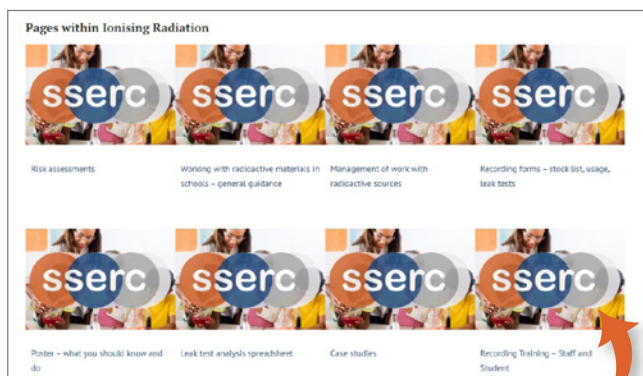 Pages within Ionising Radiation
sserc sserc sserc sserc
Risk assessments
Working with radioactive materials in
schools – general guidance
Management of work with
radioactive sources
Recording forms – stock list, usage,
leak tests
sserc sserc sserc sserc
Poster – what you should know and
do
Leak test analysis spreadsheet
Case studies
Recording Training – Staff and
Student